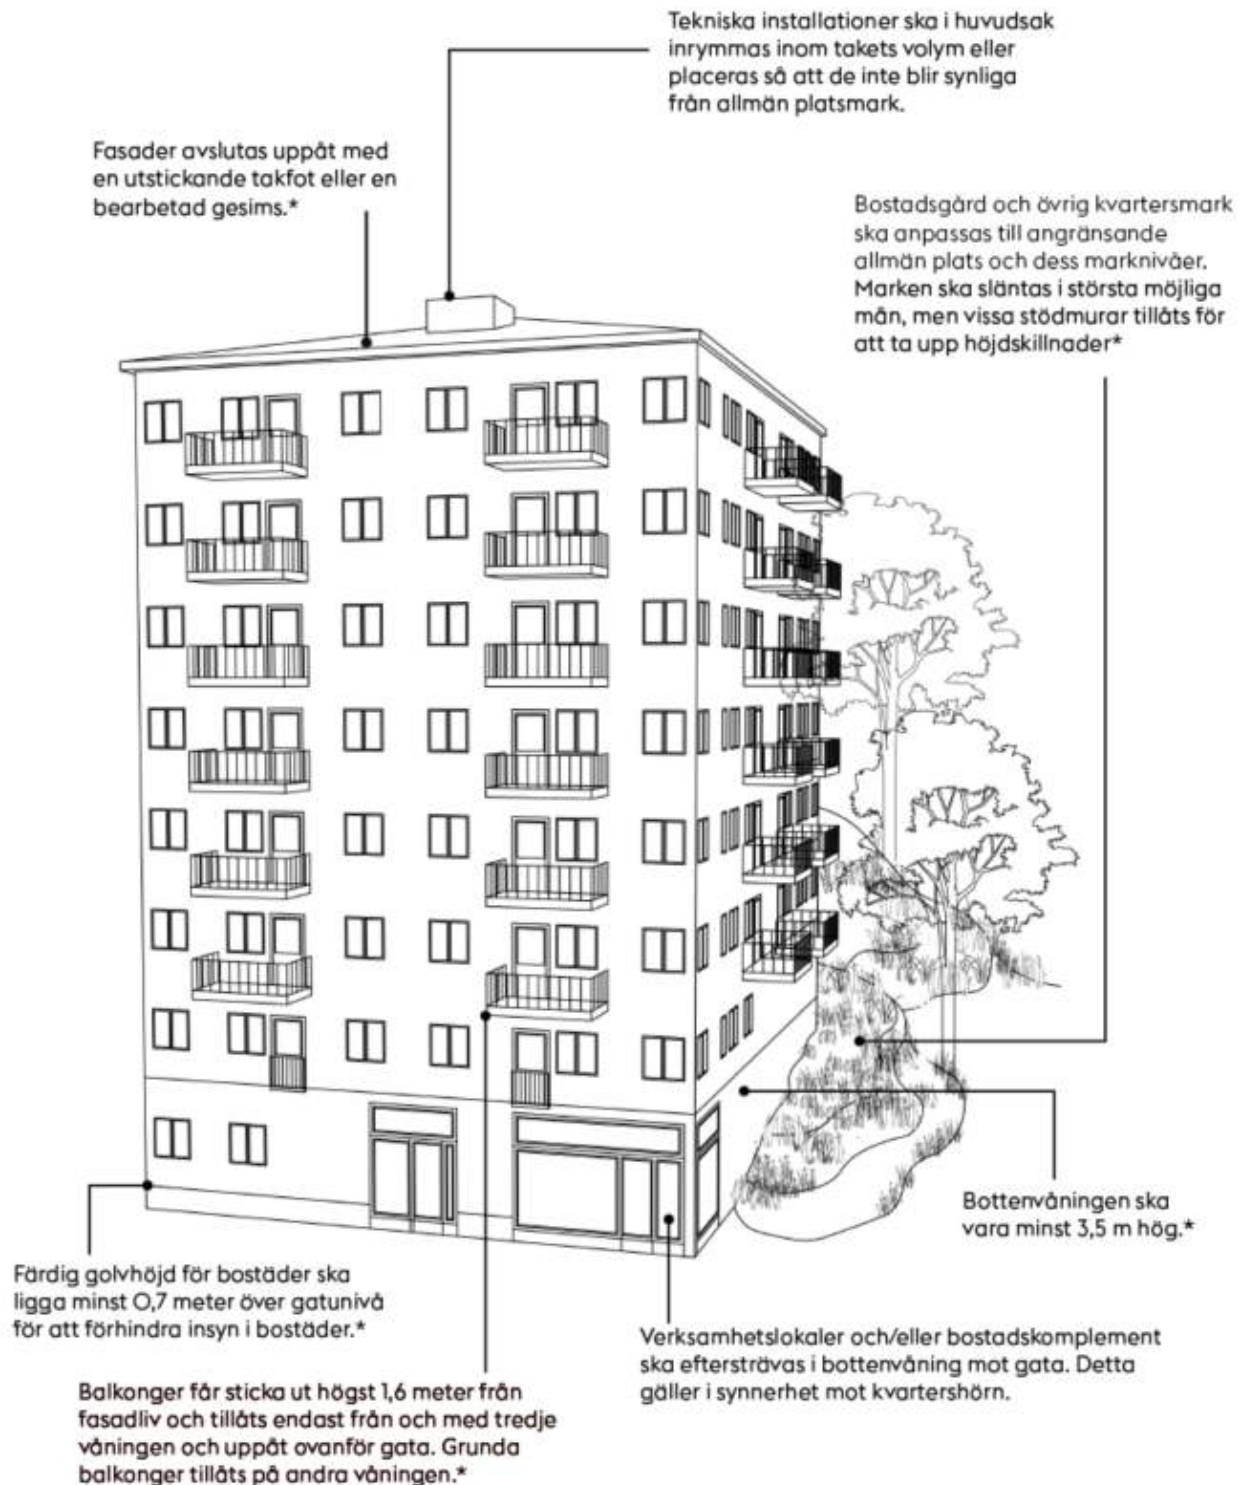 Tekniska installationer ska i huvudsak
inrymmas inom takets volym eller
placeras så att de inte blir synliga
från allmän platsmark.
Fasader avslutas uppåt med
en utstickande takfot eller en
bearbetad gesims.*
Bostadsgård och övrig kvartersmark
ska anpassas till angränsande
allmän plats och dess marknivåer.
Marken ska släntas i största möjliga
mån, men vissa stödmurar tillåts för
att ta upp höjdskillnader*
Bottenvåningen ska
vara minst 3,5 m hög.*
Färdig golvhöjd för bostäder ska
ligga minst 0,7 meter över gatunivå
för att förhindra insyn i bostäder.*
Verksamhetslokaler och/eller bostadskomplement
ska eftersträvas i bottenvåning mot gata. Detta
gäller i synnerhet mot kvartershörn.
Balkonger får sticka ut högst 1,6 meter från
fasadliv och tillåts endast från och med tredje
våningen och uppåt ovanför gata. Grunda
balkonger tillåts på andra våningen.*